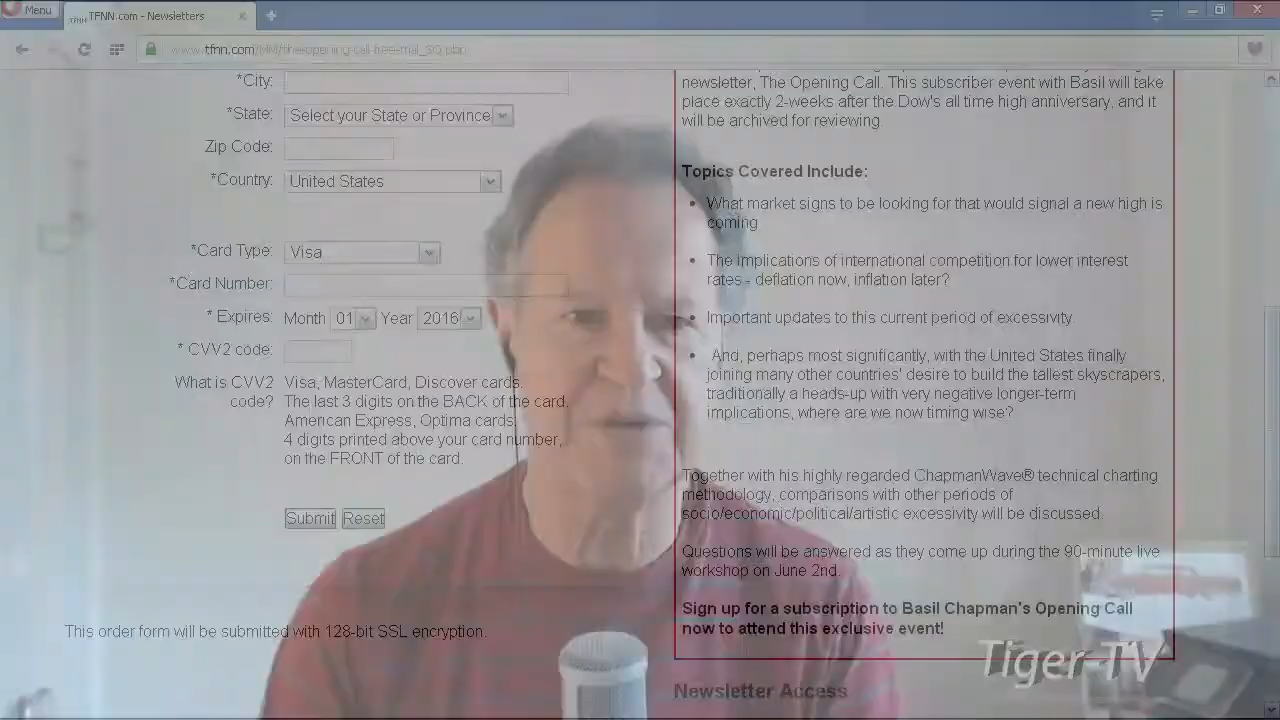 Menu
TFNN.com - Newsletters
www.tfnn.com/MM/the-opening-call-free-trial_SQ.php
*City:
*State: Select your State or Province
Zip Code:
*Country: United States
*Card Type: Visa
*Card Number:
* Expires: Month 01 Year 2016
* CVV2 code:
What is CVV2 code?
Visa, MasterCard, Discover cards.
The last 3 digits on the BACK of the card.
American Express, Optima cards,
4 digits printed above your card number,
on the FRONT of the card.
Submit Reset
This order form will be submitted with 128-bit SSL encryption.
newsletter, The Opening Call. This subscriber event with Basil will take
place exactly 2-weeks after the Dow's all time high anniversary, and it
will be archived for reviewing.
Topics Covered Include:
• What market signs to be looking for that would signal a new high is
coming
• The implications of international competition for lower interest
rates - deflation now, inflation later?
• Important updates to this current period of excessivity.
• And, perhaps most significantly, with the United States finally
joining many other countries' desire to build the tallest skyscrapers,
traditionally a heads-up with very negative longer-term
implications, where are we now timing wise?
Together with his highly regarded ChapmanWave® technical charting
methodology, comparisons with other periods of
socio/economic/political/artistic excessivity will be discussed.
Questions will be answered as they come up during the 90-minute live
workshop on June 2nd.
Sign up for a subscription to Basil Chapman's Opening Call
now to attend this exclusive event!
Newsletter Access
Tiger-TV